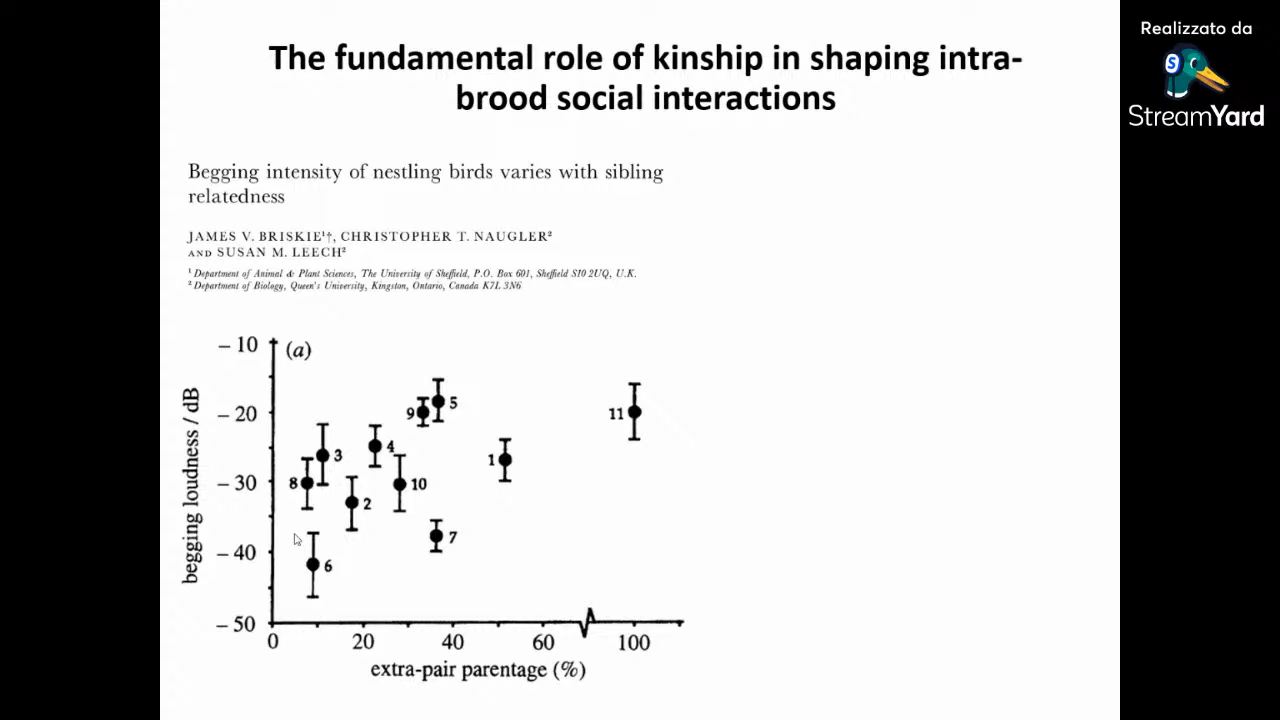 The fundamental role of kinship in shaping intra-
brood social interactions
Realizzato da
StreamYard
Begging intensity of nestling birds varies with sibling
relatedness
JAMES V. BRISKIE¹†, CHRISTOPHER T. NAUGLER²
AND SUSAN M. LEECH²
¹ Department of Animal & Plant Sciences, The University of Sheffield, P.O. Box 601, Sheffield S10 2UQ, U.K.
² Department of Biology, Queen's University, Kingston, Ontario, Canada K7L 3N6
(a)
begging loudness / dB
– 10
– 20
– 30
– 40
– 50
9
5
11
3
4
1
8
10
2
7
6
0 20 40 60 100
extra-pair parentage (%)